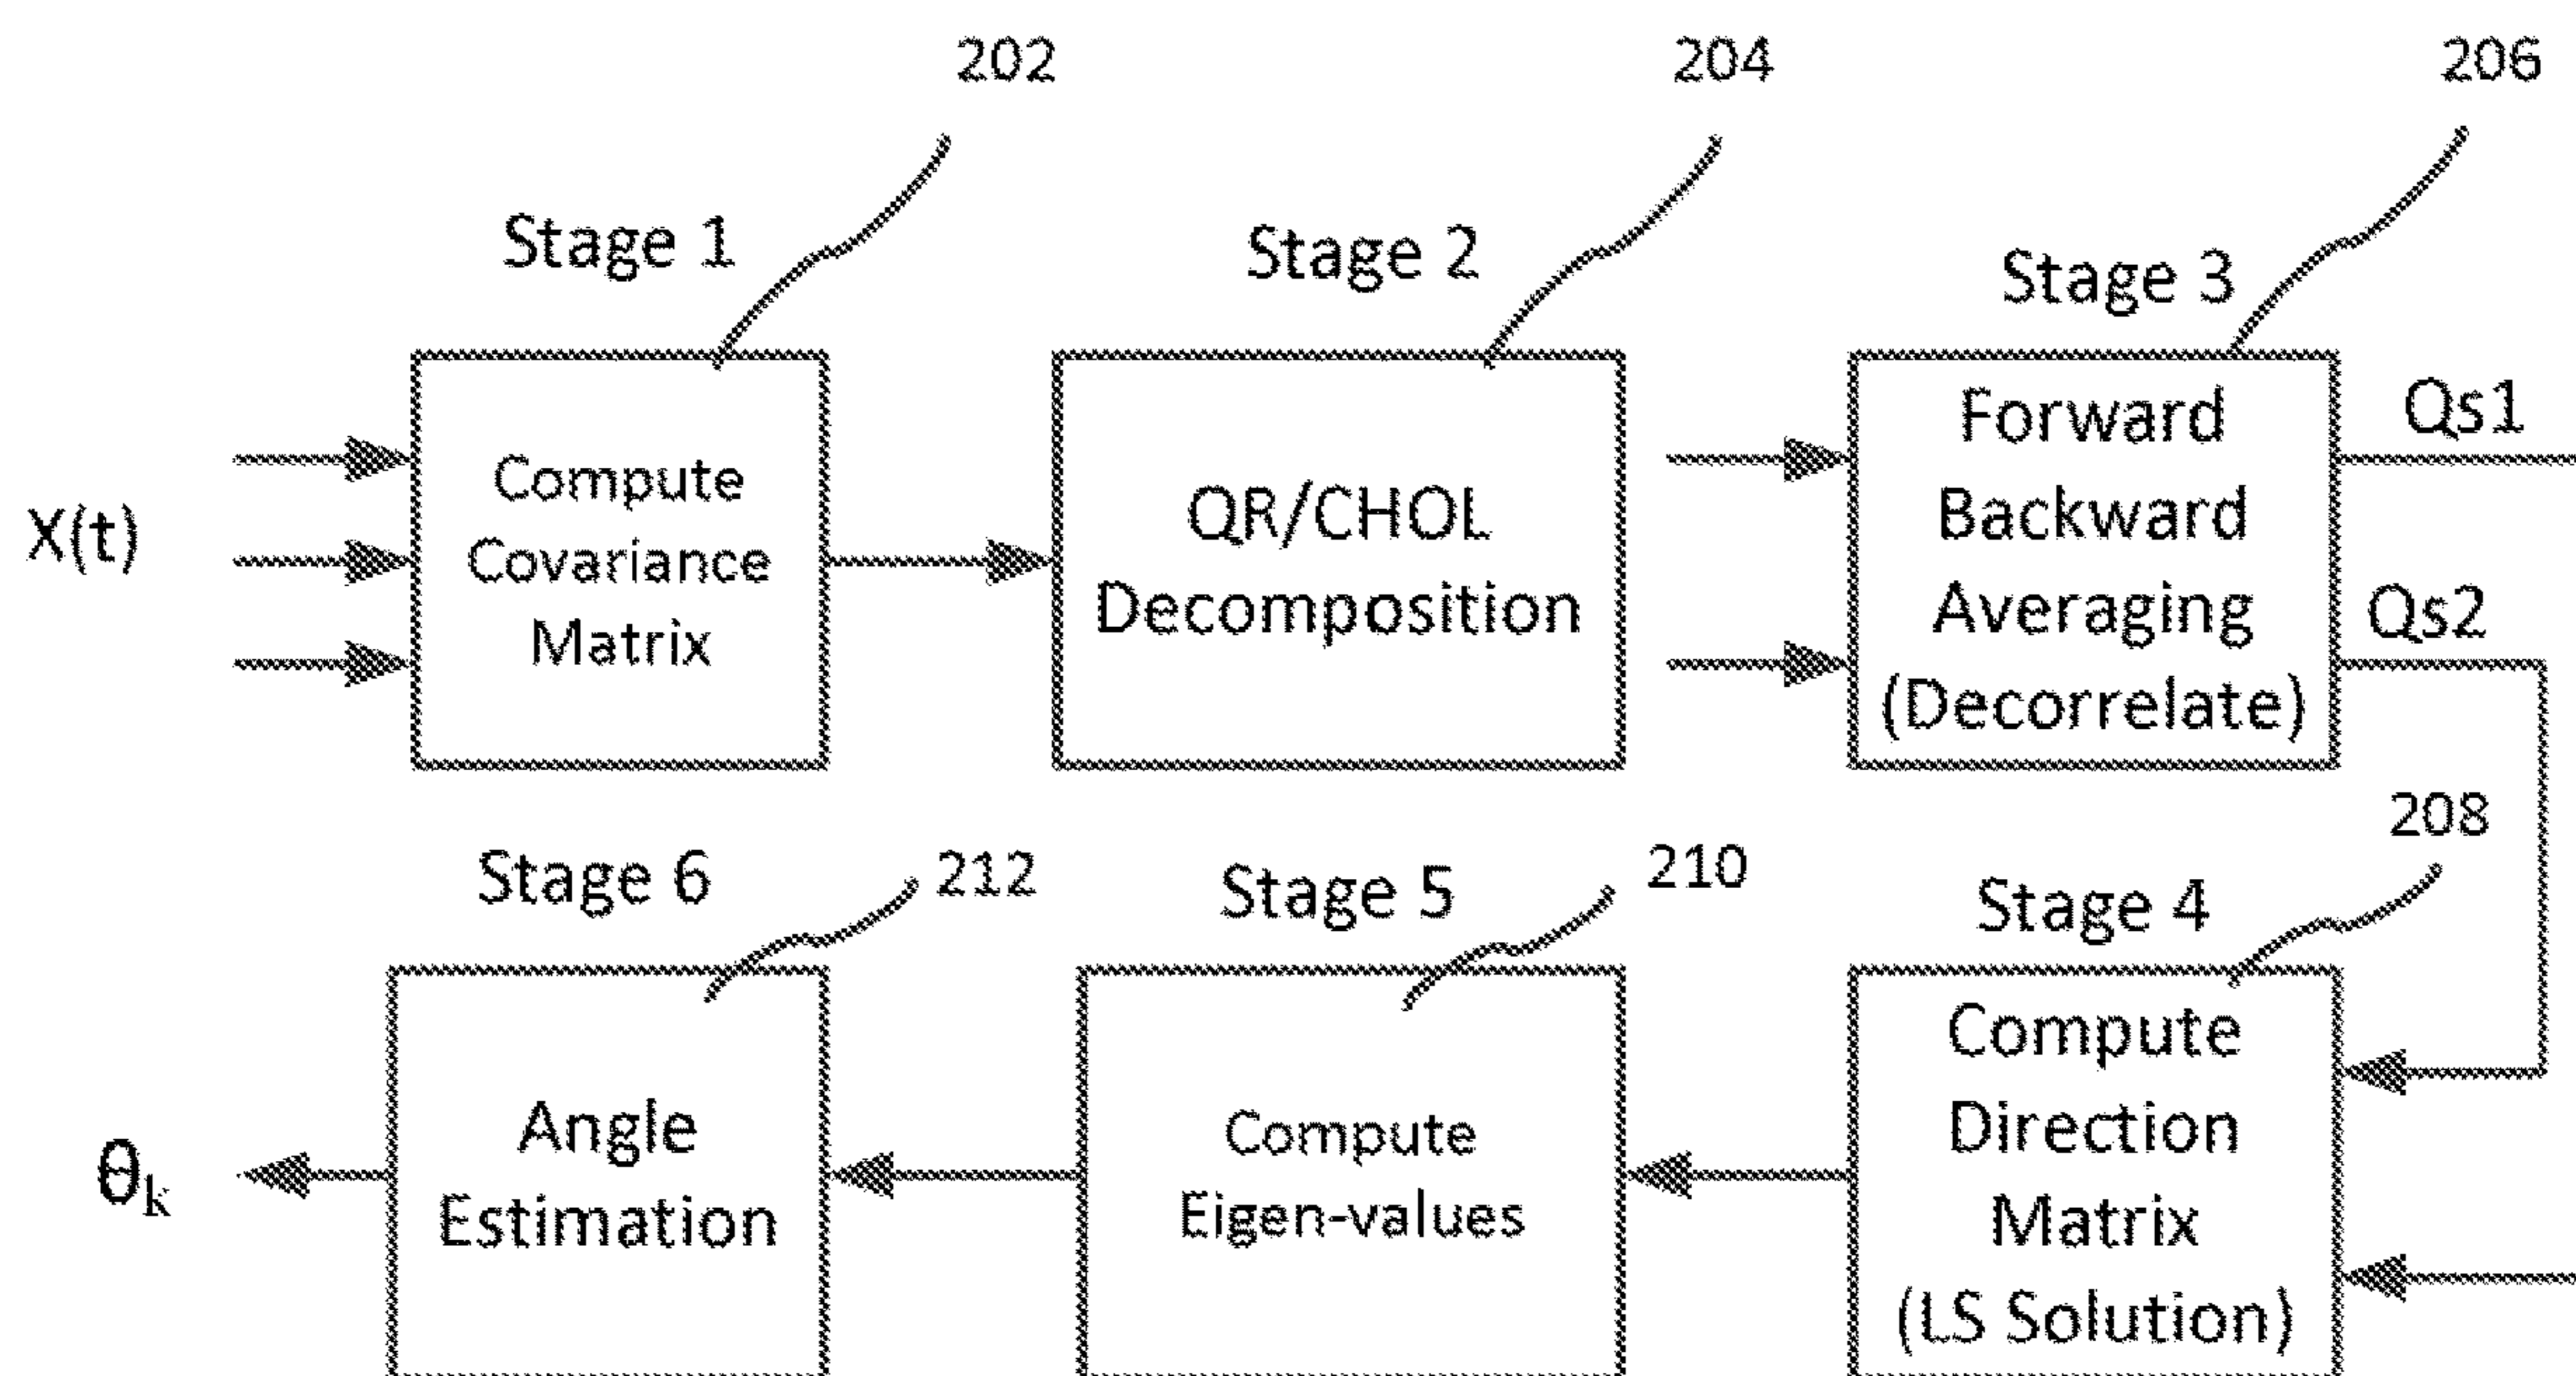 202
204
206
Stage 1
Stage 2
Stage 3
X(t)
Compute
Covariance
Matrix
QR/CHOL
Decomposition
Forward
Backward
Averaging
(Decorrelate)
Qs1
Qs2
208
Stage 6
212
Stage 5
210
Stage 4
θk
Angle
Estimation
Compute
Eigen-values
Compute
Direction
Matrix
(LS Solution)